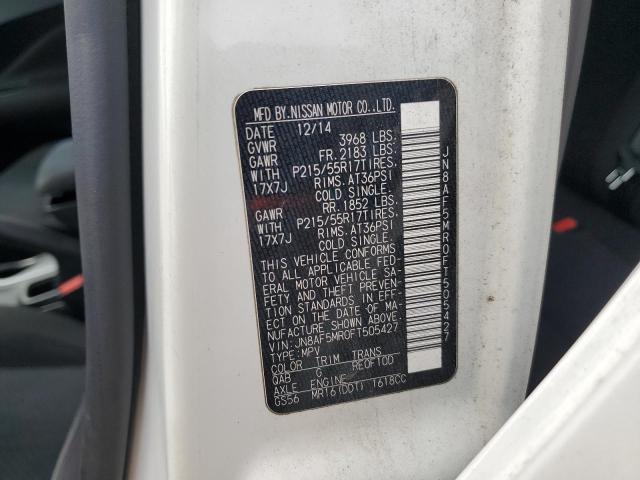 MFD BY NISSAN MOTOR CO.,LTD.
DATE 12/14
GVWR 3968 LBS.
GAWR FR. 2183 LBS.
WITH P215/55R17TIRES,
17X7J RIMS, AT36PSI
COLD SINGLE.
GAWR RR. 1852 LBS.
WITH P215/55R17TIRES,
17X7J RIMS, AT36PSI
COLD SINGLE.
THIS VEHICLE CONFORMS
TO ALL APPLICABLE FED-
ERAL MOTOR VEHICLE SA-
FETY AND THEFT PREVEN-
TION STANDARDS IN EFF-
ECT ON THE DATE OF MA-
NUFACTURE SHOWN ABOVE.
VIN: JN8AF5MR0FT505427
TYPE: MPV
COLOR TRIM TRANS
QAB G RE0F10D
AXLE ENGINE
GS56 MR16(DDT) 1618CC
JN8AF5MR0FT505427